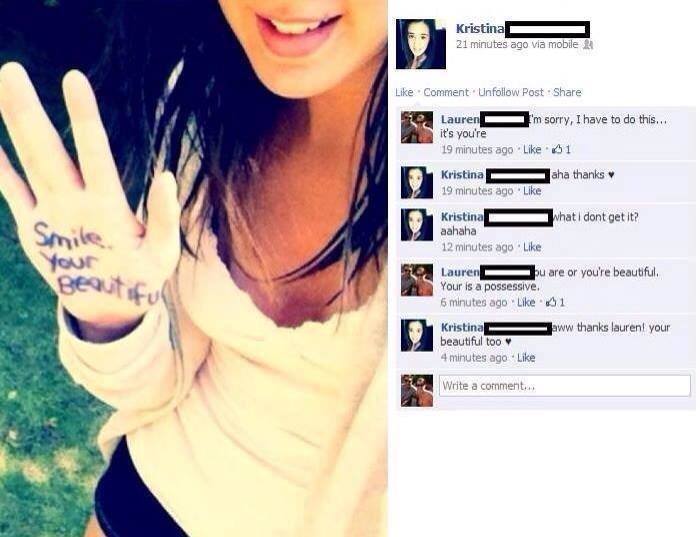 Smile.
Your
Beautiful
Kristina
21 minutes ago via mobile
Like · Comment · Unfollow Post · Share
Lauren I'm sorry, I have to do this...
it's you're
19 minutes ago · Like · 1
Kristina aha thanks ♥
19 minutes ago · Like
Kristina what i dont get it?
aahaha
12 minutes ago · Like
Lauren ou are or you're beautiful.
Your is a possessive.
6 minutes ago · Like · 1
Kristina aww thanks lauren! your
beautiful too ♥
4 minutes ago · Like
Write a comment...